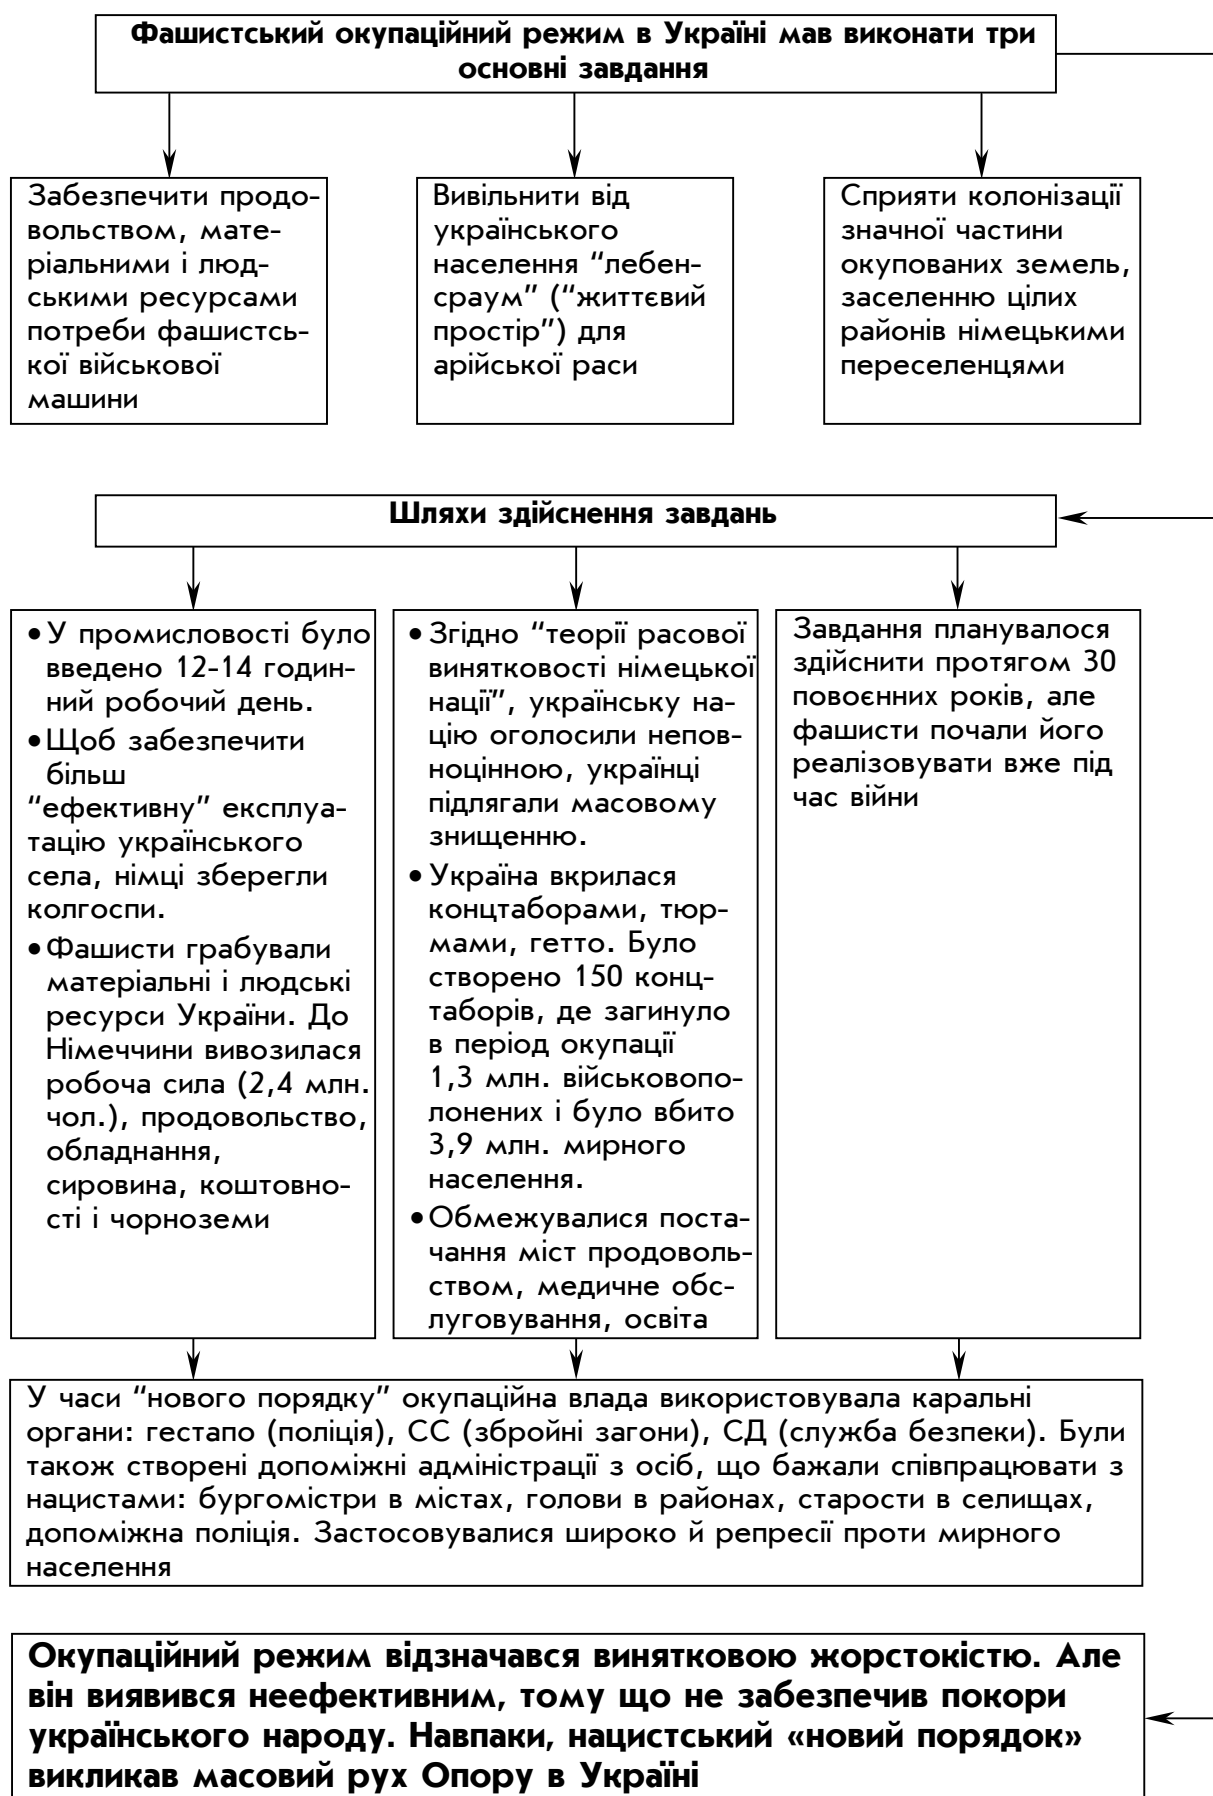 Фашистський окупаційний режим в Україні мав виконати три
основні завдання
Забезпечити продо-
вольством, мате-
ріальними і люд-
ськими ресурсами
потреби фашистсь-
кої військової
машини
Вивільнити від
українського
населення “лебен-
сраум” (“життєвий
простір”) для
арійської раси
Сприяти колонізації
значної частини
окупованих земель,
заселенню цілих
районів німецькими
переселенцями
Шляхи здійснення завдань
• У промисловості було
введено 12-14 годин-
ний робочий день.
• Щоб забезпечити
більш
“ефективну” експлуа-
тацію українського
села, німці зберегли
колгоспи.
• Фашисти грабували
матеріальні і людські
ресурси України. До
Німеччини вивозилася
робоча сила (2,4 млн.
чол.), продовольство,
обладнання,
сировина, коштовно-
сті і чорноземи
• Згідно “теорії расової
винятковості німецької
нації”, українську на-
цію оголосили непов-
ноцінною, українці
підлягали масовому
знищенню.
• Україна вкрилася
концтаборами, тюр-
мами, гетто. Було
створено 150 конц-
таборів, де загинуло
в період окупації
1,3 млн. військовопо-
лонених і було вбито
3,9 млн. мирного
населення.
• Обмежувалися поста-
чання міст продоволь-
ством, медичне обс-
луговування, освіта
Завдання планувалося
здійснити протягом 30
повоєнних років, але
фашисти почали його
реалізовувати вже під
час війни
У часи “нового порядку” окупаційна влада використовувала каральні
органи: гестапо (поліція), СС (збройні загони), СД (служба безпеки). Були
також створені допоміжні адміністрації з осіб, що бажали співпрацювати з
нацистами: бургомістри в містах, голови в районах, старости в селищах,
допоміжна поліція. Застосовувалися широко й репресії проти мирного
населення
Окупаційний режим відзначався винятковою жорстокістю. Але
він виявився неефективним, тому що не забезпечив покори
українського народу. Навпаки, нацистський «новий порядок»
викликав масовий рух Опору в Україні